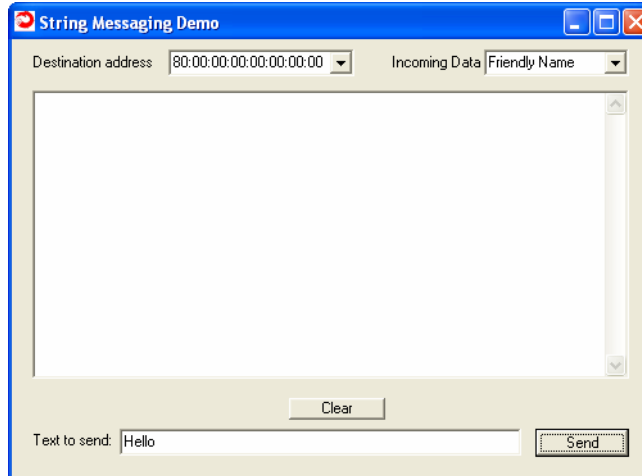 String Messaging Demo
Destination address 80:00:00:00:00:00:00:00 Incoming Data Friendly Name
Clear
Text to send: Hello Send